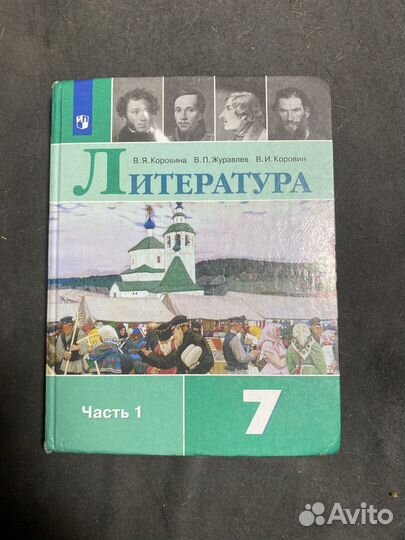 В.Я.Коровина В.П.Журавлев В.И.Коровин
ЛИТЕРАТУРА
Часть 1
7
Avito